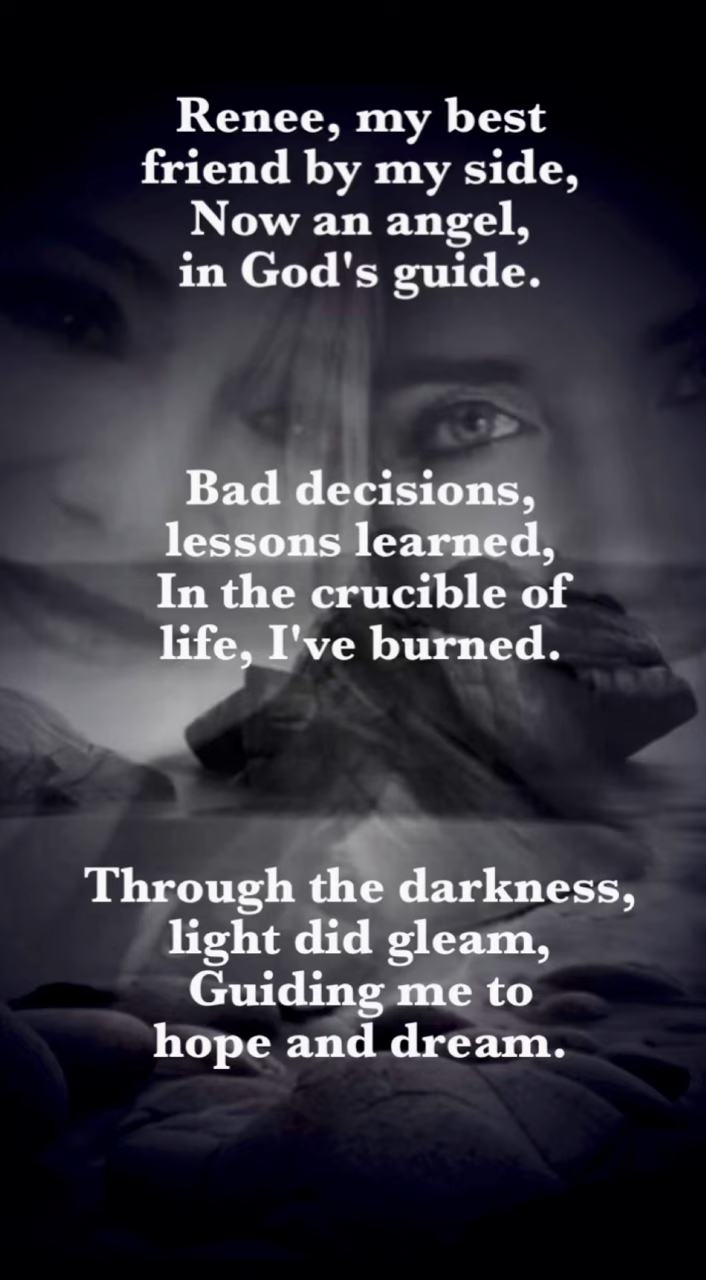 Renee, my best
friend by my side,
Now an angel,
in God's guide.
Bad decisions,
lessons learned,
In the crucible of
life, I've burned.
Through the darkness,
light did gleam,
Guiding me to
hope and dream.